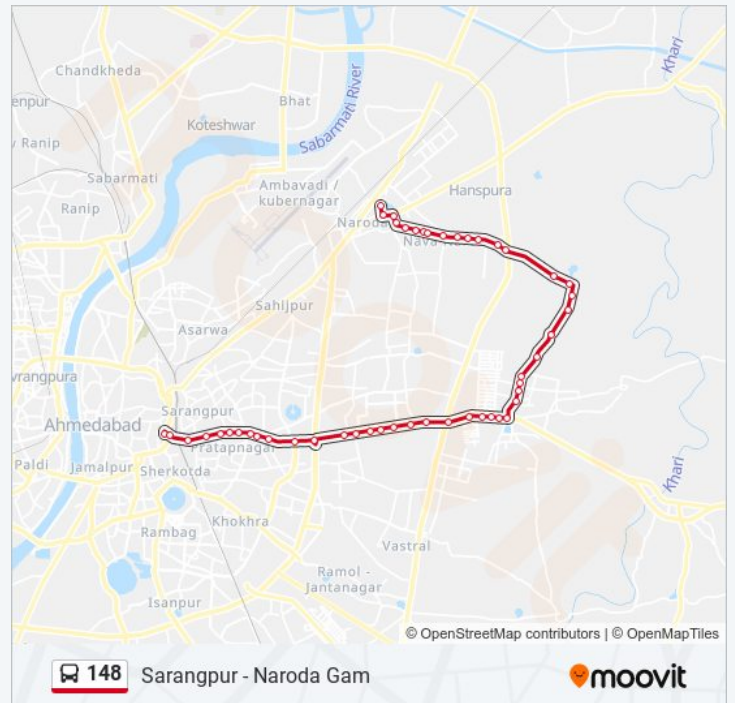 Chandkheda
Bhat
Khari
enpur
Koteshwar
Sabarmati River
Ranip
Sabarmati
Ambavadi /
kubernagar
Hanspura
Ranip
Naroda
Nava
Sahijpur
Asarwa
vrangpura
Sarangpur
Ahmedabad
Pratapnagar
Paldi
Jamalpur
Sherkotda
Khari
Khokhra
Rambag
Vastral
Ramol -
Jantanagar
Isanpur
© OpenStreetMap contributors | © OpenMapTiles
148 Sarangpur - Naroda Gam
moovit